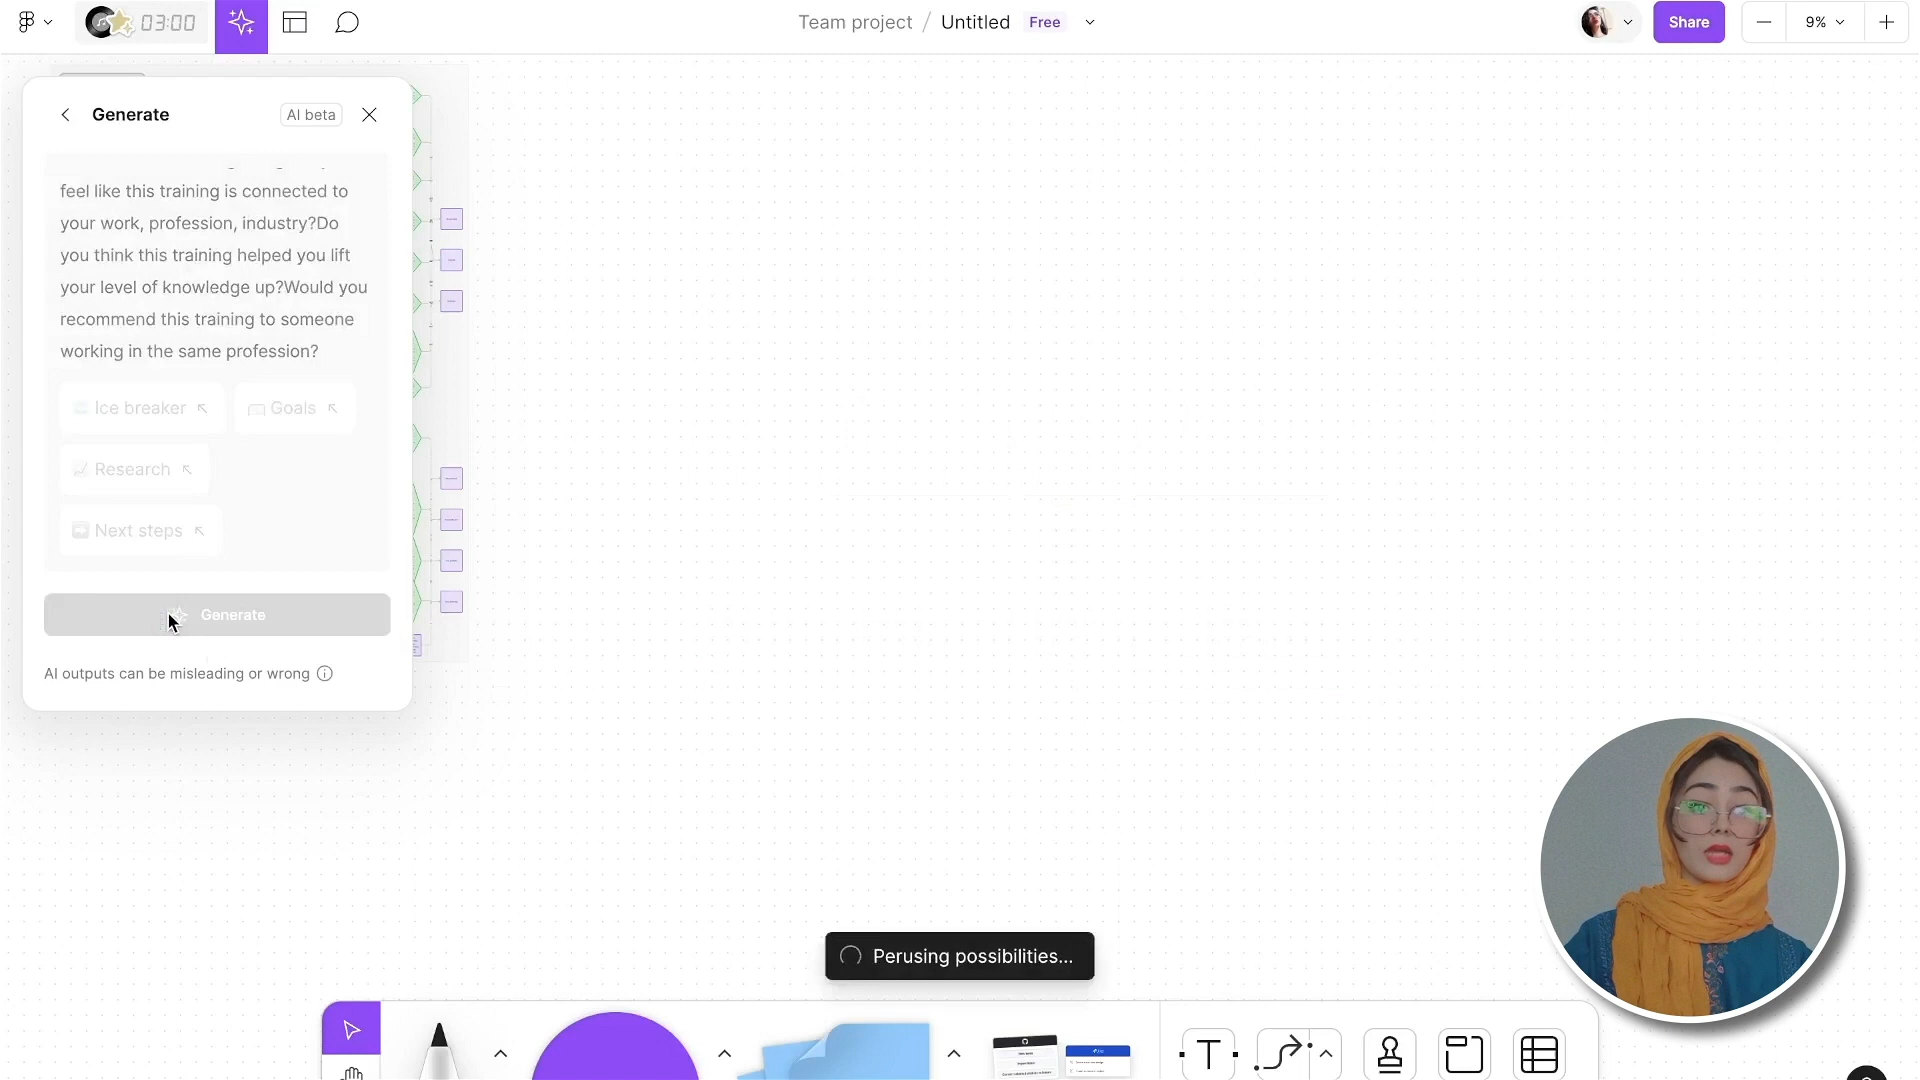 03:00
Team project / Untitled Free
Share
9%
Generate
AI beta
feel like this training is connected to
your work, profession, industry?Do
you think this training helped you lift
your level of knowledge up?Would you
recommend this training to someone
working in the same profession?
Ice breaker
Goals
Research
Next steps
Generate
AI outputs can be misleading or wrong
Perusing possibilities...
T